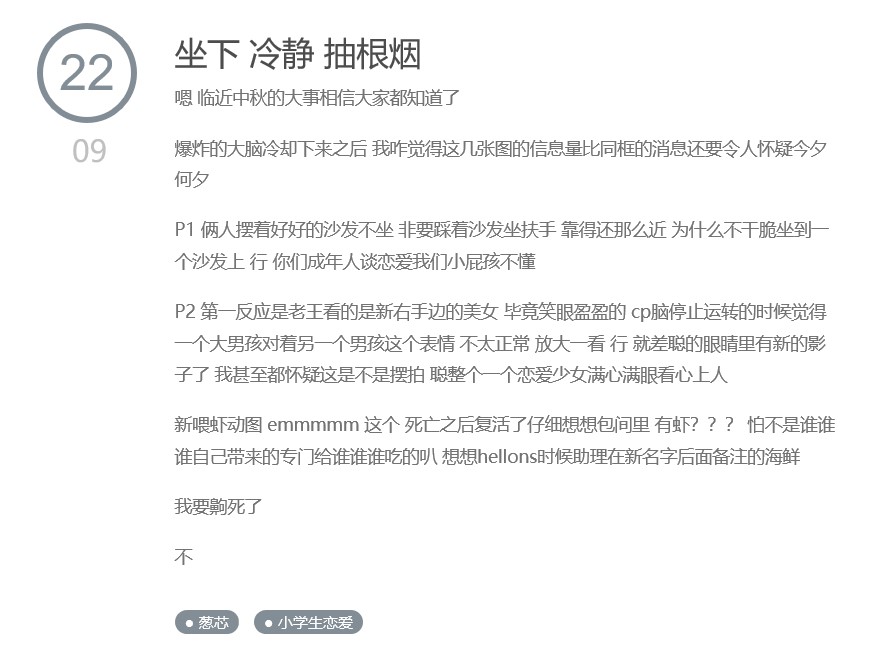 22
09
坐下 冷静 抽根烟
嗯 临近中秋的大事相信大家都知道了
爆炸的大脑冷却下来之后 我咋觉得这几张图的信息量比同框的消息还要令人怀疑今夕
何夕
P1 俩人摆着好好的沙发不坐 非要踩着沙发坐扶手 靠得还那么近 为什么不干脆坐到一
个沙发上 行 你们成年人谈恋爱我们小屁孩不懂
P2 第一反应是老王看的是新右手边的美女 毕竟笑眼盈盈的 cp脑停止运转的时候觉得
一个大男孩对着另一个男孩这个表情 不太正常 放大一看 行 就差聪的眼睛里有新的影
子了 我甚至都怀疑这是不是摆拍 聪整个一个恋爱少女满心满眼看心上人
新喂虾动图 emmmmm 这个 死亡之后复活了仔细想想包间里 有虾？？？ 怕不是谁谁
谁自己带来的专门给谁谁谁吃的叭 想想hellons时候助理在新名字后面备注的海鲜
我要齁死了
不
● 葱芯
● 小学生恋爱